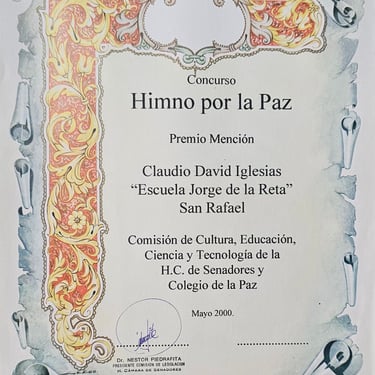 Concurso
Himno por la Paz
Premio Mención
Claudio David Iglesias
“Escuela Jorge de la Reta”
San Rafael
Comisión de Cultura, Educación,
Ciencia y Tecnología de la
H.C. de Senadores y
Colegio de la Paz
Mayo 2000.
Dr. NESTOR PIEDRAFITA
PRESIDENTE COMISION DE LEGISLACION
H. CAMARA DE SENADORES